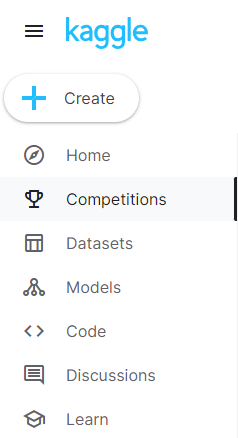 kaggle
Create
Home
Competitions
Datasets
Models
Code
Discussions
Learn